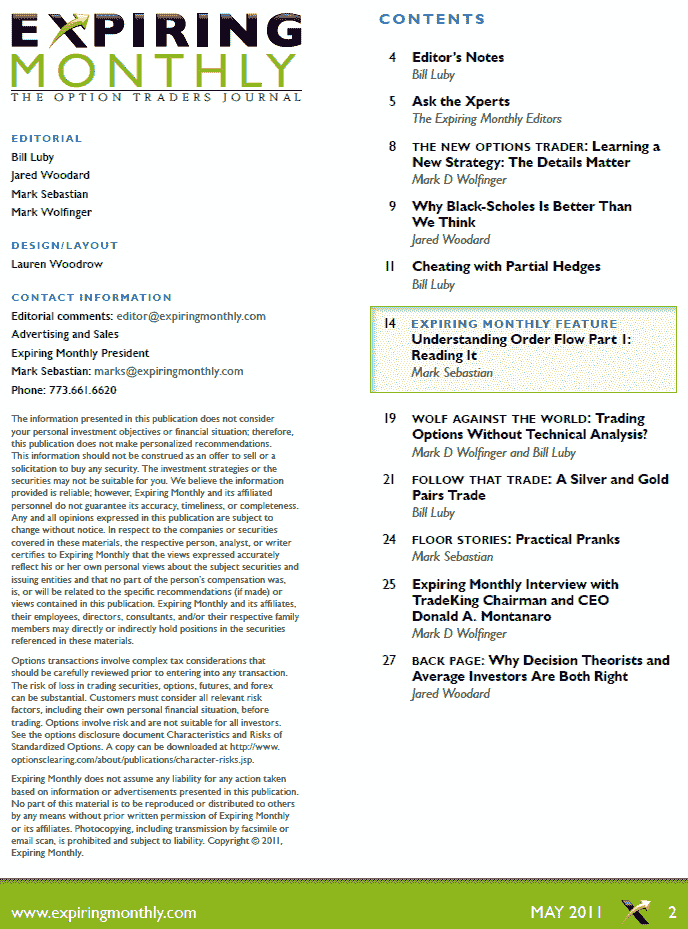 EXPIRING
MONTHLY
THE OPTION TRADERS JOURNAL
EDITORIAL
Bill Luby
Jared Woodard
Mark Sebastian
Mark Wolfinger
DESIGN/LAYOUT
Lauren Woodrow
CONTACT INFORMATION
Editorial comments: editor@expiringmonthly.com
Advertising and Sales
Expiring Monthly President
Mark Sebastian: marks@expiringmonthly.com
Phone: 773.661.6620
The information presented in this publication does not consider
your personal investment objectives or financial situation; therefore,
this publication does not make personalized recommendations.
This information should not be construed as an offer to sell or a
solicitation to buy any security. The investment strategies or the
securities may not be suitable for you. We believe the information
provided is reliable; however, Expiring Monthly and its affiliated
personnel do not guarantee its accuracy, timeliness, or completeness.
Any and all opinions expressed in this publication are subject to
change without notice. In respect to the companies or securities
covered in these materials, the respective person, analyst, or writer
certifies to Expiring Monthly that the views expressed accurately
reflect his or her own personal views about the subject securities and
issuing entities and that no part of the person's compensation was,
is, or will be related to the specific recommendations (if made) or
views contained in this publication. Expiring Monthly and its affiliates,
their employees, directors, consultants, and/or their respective family
members may directly or indirectly hold positions in the securities
referenced in these materials.
Options transactions involve complex tax considerations that
should be carefully reviewed prior to entering into any transaction.
The risk of loss in trading securities, options, futures, and forex
can be substantial. Customers must consider all relevant risk
factors, including their own personal financial situation, before
trading. Options involve risk and are not suitable for all investors.
See the options disclosure document Characteristics and Risks of
Standardized Options. A copy can be downloaded at http://www.
optionsclearing.com/about/publications/character-risks.jsp.
Expiring Monthly does not assume any liability for any action taken
based on information or advertisements presented in this publication.
No part of this material is to be reproduced or distributed to others
by any means without prior written permission of Expiring Monthly
or its affiliates. Photocopying, including transmission by facsimile or
email scan, is prohibited and subject to liability. Copyright © 2011,
Expiring Monthly.
CONTENTS
4 Editor's Notes
Bill Luby
5 Ask the Xperts
The Expiring Monthly Editors
8 THE NEW OPTIONS TRADER: Learning a
New Strategy: The Details Matter
Mark D Wolfinger
9 Why Black-Scholes Is Better Than
We Think
Jared Woodard
11 Cheating with Partial Hedges
Bill Luby
14 EXPIRING MONTHLY FEATURE
Understanding Order Flow Part 1:
Reading It
Mark Sebastian
19 WOLF AGAINST THE WORLD: Trading
Options Without Technical Analysis?
Mark D Wolfinger and Bill Luby
21 FOLLOW THAT TRADE: A Silver and Gold
Pairs Trade
Bill Luby
24 FLOOR STORIES: Practical Pranks
Mark Sebastian
25 Expiring Monthly Interview with
TradeKing Chairman and CEO
Donald A. Montanaro
Mark D Wolfinger
27 BACK PAGE: Why Decision Theorists and
Average Investors Are Both Right
Jared Woodard
www.expiringmonthly.com
MAY 2011 X 2